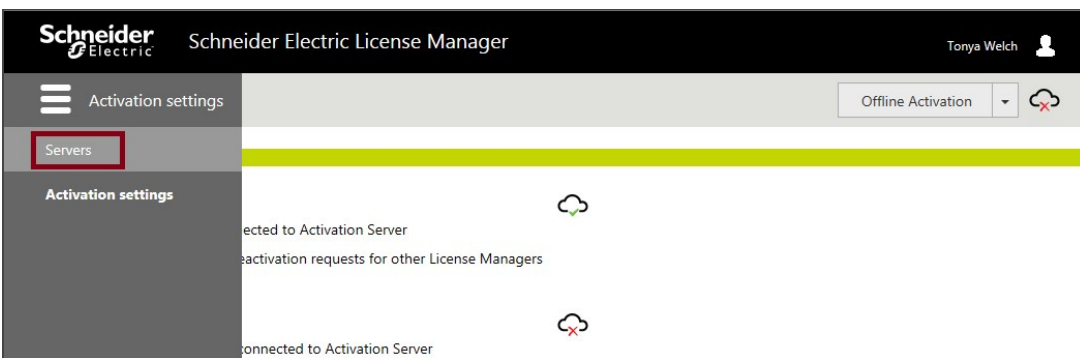 Schneider Electric
Schneider Electric License Manager
Tonya Welch
Activation settings
Offline Activation
Servers
Activation settings
ected to Activation Server
eactivation requests for other License Managers
connected to Activation Server